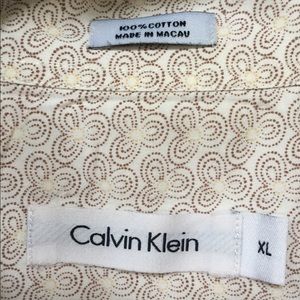 100% COTTON
MADE IN MACAU
Calvin Klein
XL